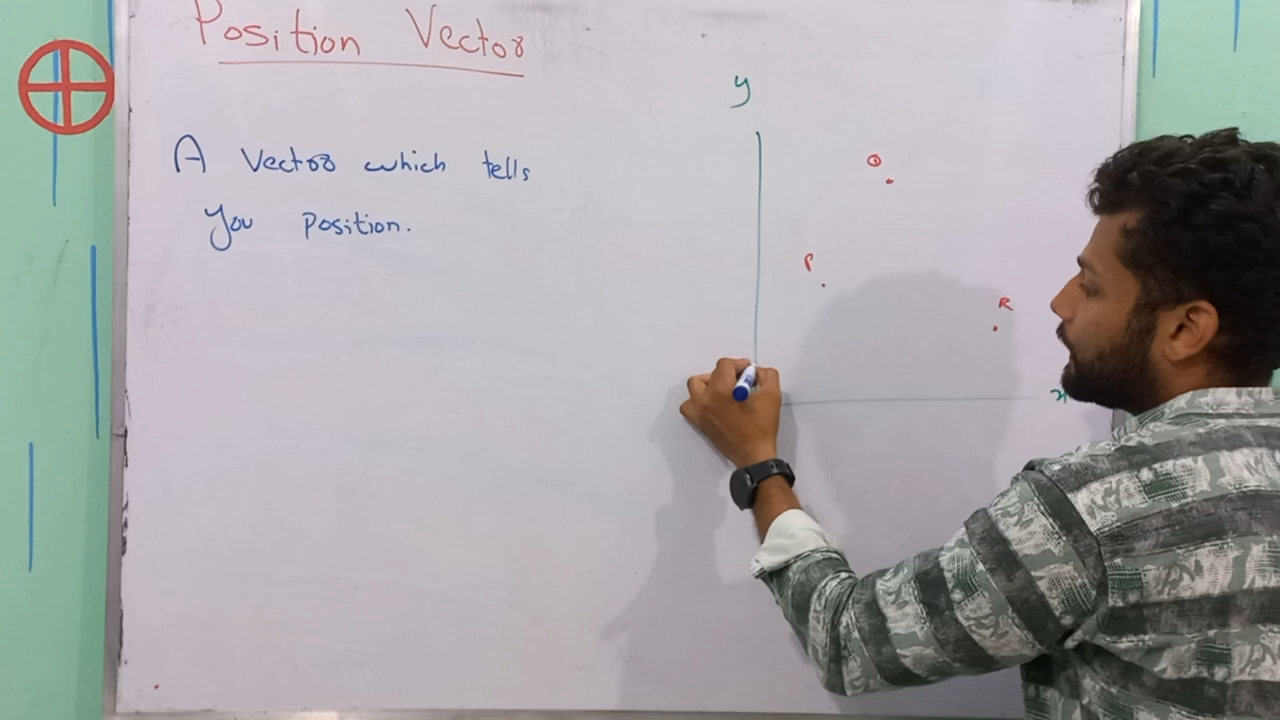 Position Vector
A Vector which tells
You Position.
y
Q
P
R
x